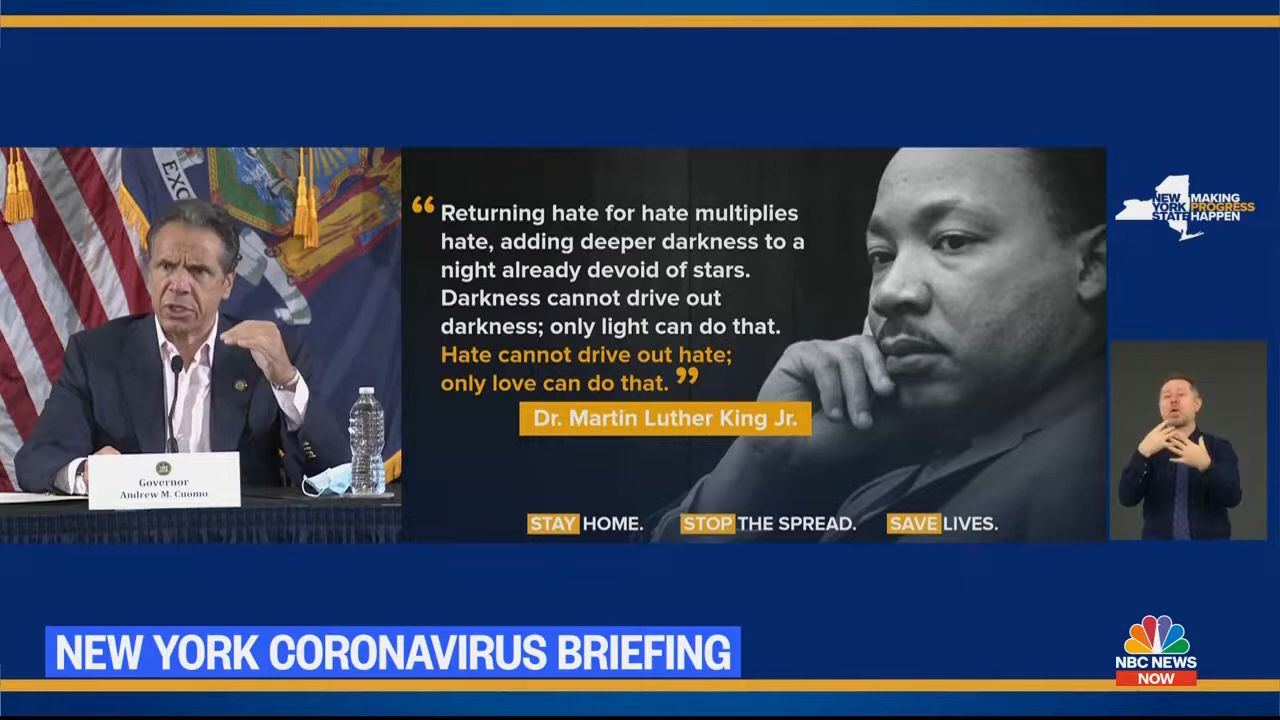 EXC
Governor
Andrew M. Cuomo
“Returning hate for hate multiplies
hate, adding deeper darkness to a
night already devoid of stars.
Darkness cannot drive out
darkness; only light can do that.
Hate cannot drive out hate;
only love can do that.”
Dr. Martin Luther King Jr.
STAY HOME. STOP THE SPREAD. SAVE LIVES.
NEW YORK STATE
MAKING
PROGRESS
HAPPEN
NEW YORK CORONAVIRUS BRIEFING
NBC NEWS
NOW